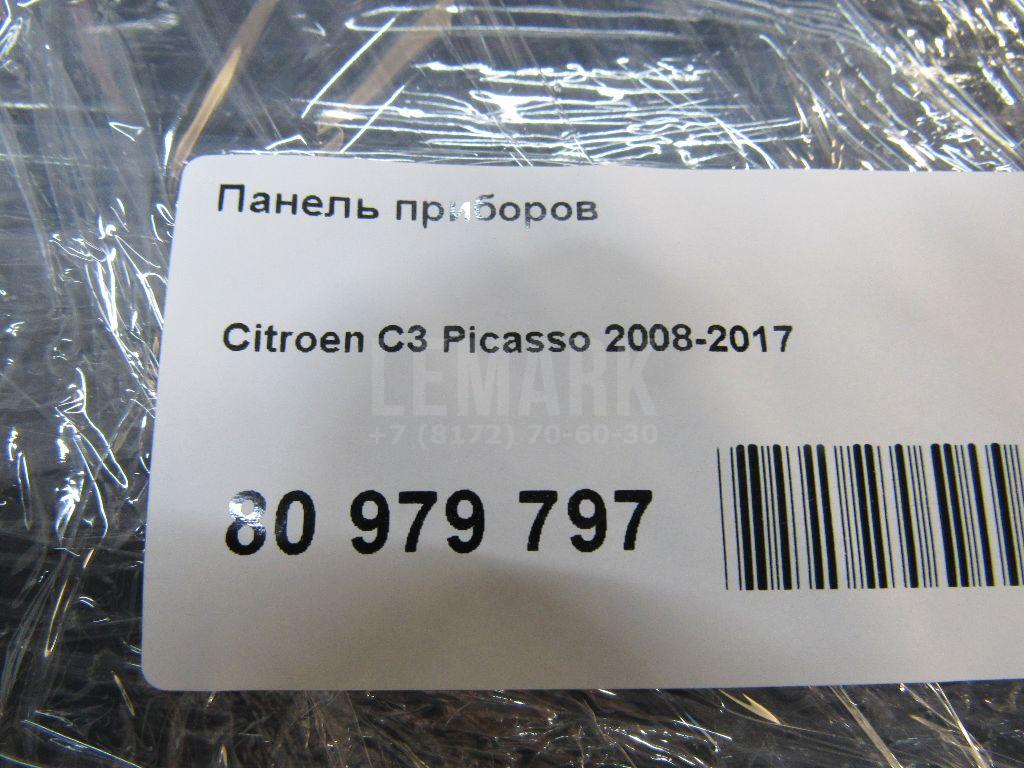 Панель приборов
Citroen C3 Picasso 2008-2017
LEMARK
+7 (8172) 70-60-30
80 979 797